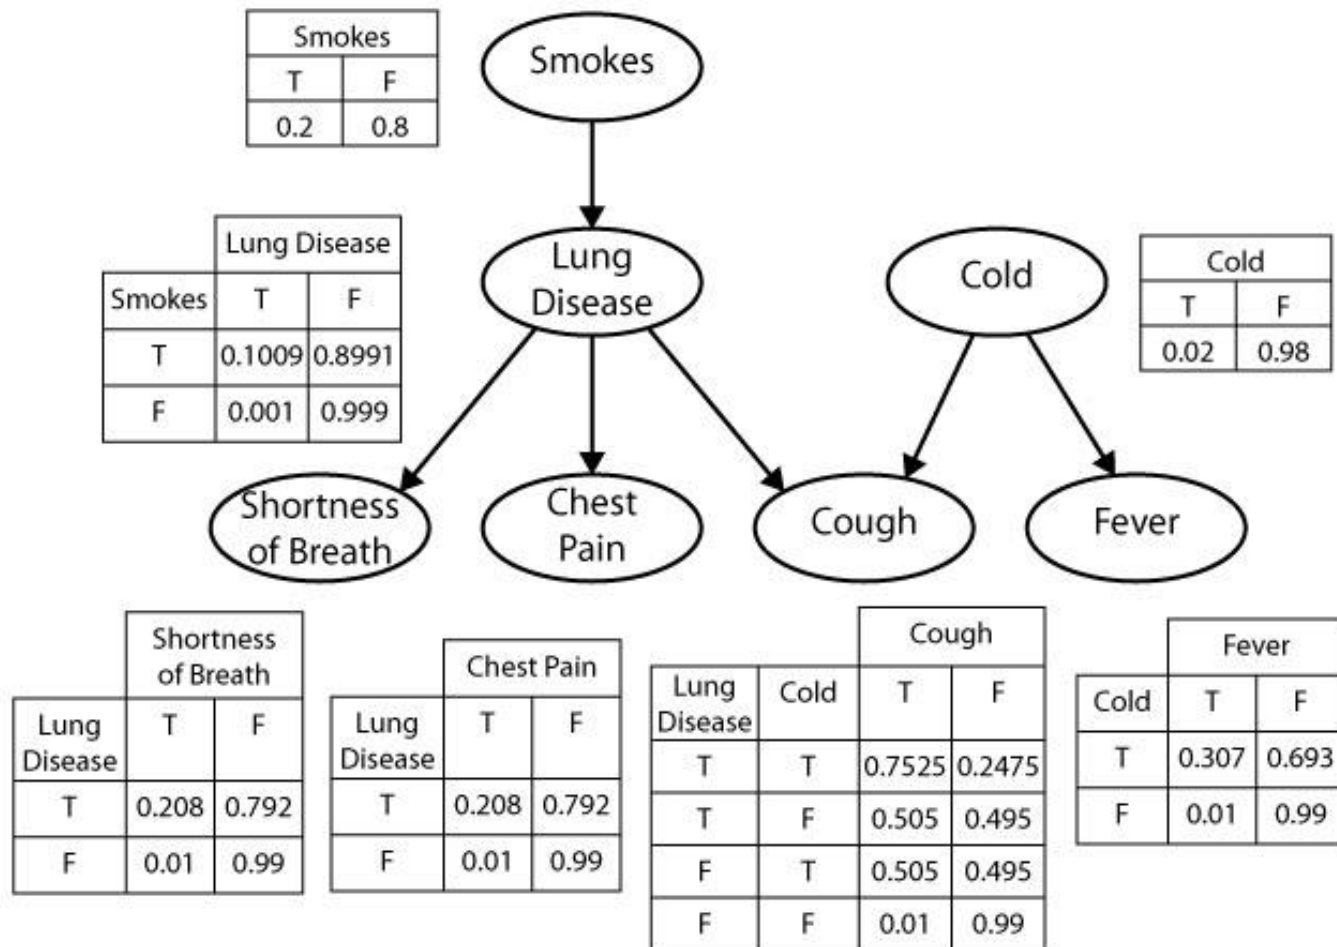 Smokes
T F
0.2 0.8
Smokes
Lung Disease
Smokes T F
T 0.1009 0.8991
F 0.001 0.999
Lung
Disease
Cold
Cold
T F
0.02 0.98
Shortness
of Breath
Chest
Pain
Cough
Fever
Shortness
of Breath
Lung
Disease T F
T 0.208 0.792
F 0.01 0.99
Chest Pain
Lung
Disease T F
T 0.208 0.792
F 0.01 0.99
Cough
Lung
Disease Cold T F
T T 0.7525 0.2475
T F 0.505 0.495
F T 0.505 0.495
F F 0.01 0.99
Fever
Cold T F
T 0.307 0.693
F 0.01 0.99